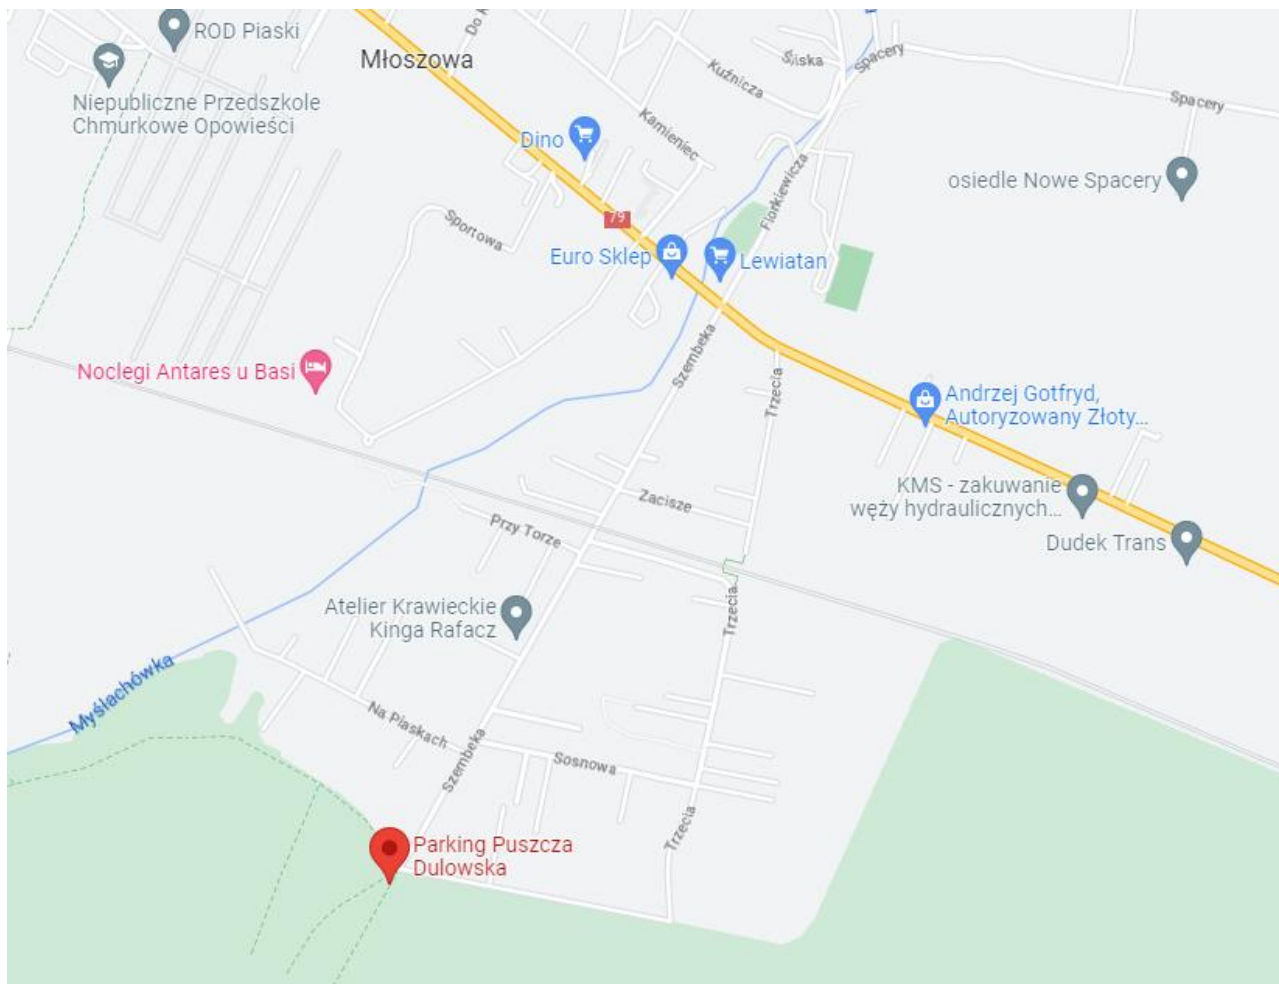 ROD Piaski
Młoszowa
Niepubliczne Przedszkole
Chmurkowe Opowieści
Śliska
Spacery
Kuźnicza
Spacery
Kamieniec
Dino
osiedle Nowe Spacery
Florkiewicza
79
Sportowa
Euro Sklep
Lewiatan
Szembeka
Noclegi Antares u Basi
Trzecia
Andrzej Gotfryd,
Autoryzowany Złoty...
KMS - zakuwanie
węży hydraulicznych...
Zacisze
Przy Torze
Dudek Trans
Atelier Krawieckie
Kinga Rafacz
Trzecia
Myślachówka
Na Piaskach
Szembeka
Sosnowa
Trzecia
Parking Puszcza
Dulowska